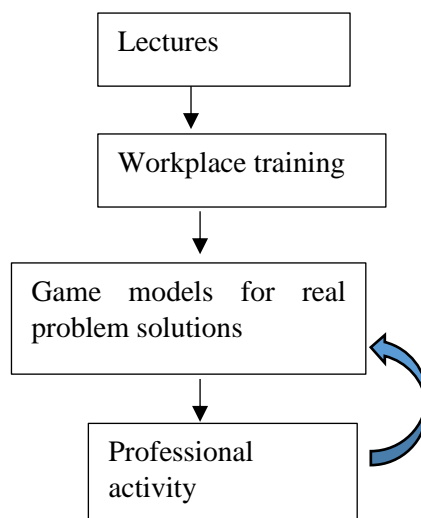 Lectures
Workplace training
Game models for real
problem solutions
Professional
activity